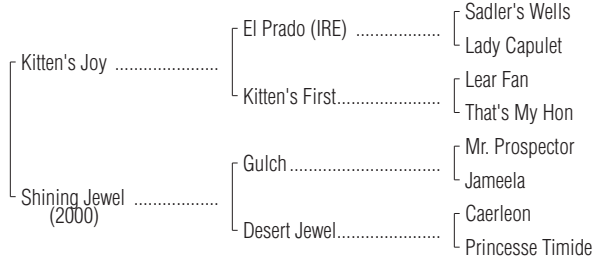 Sadler's Wells
El Prado (IRE) ..................
Lady Capulet
Kitten's Joy ......................
Lear Fan
Kitten's First......................
That's My Hon
Mr. Prospector
Gulch ................................
Jameela
Shining Jewel ..................
(2000)
Caerleon
Desert Jewel......................
Princesse Timide